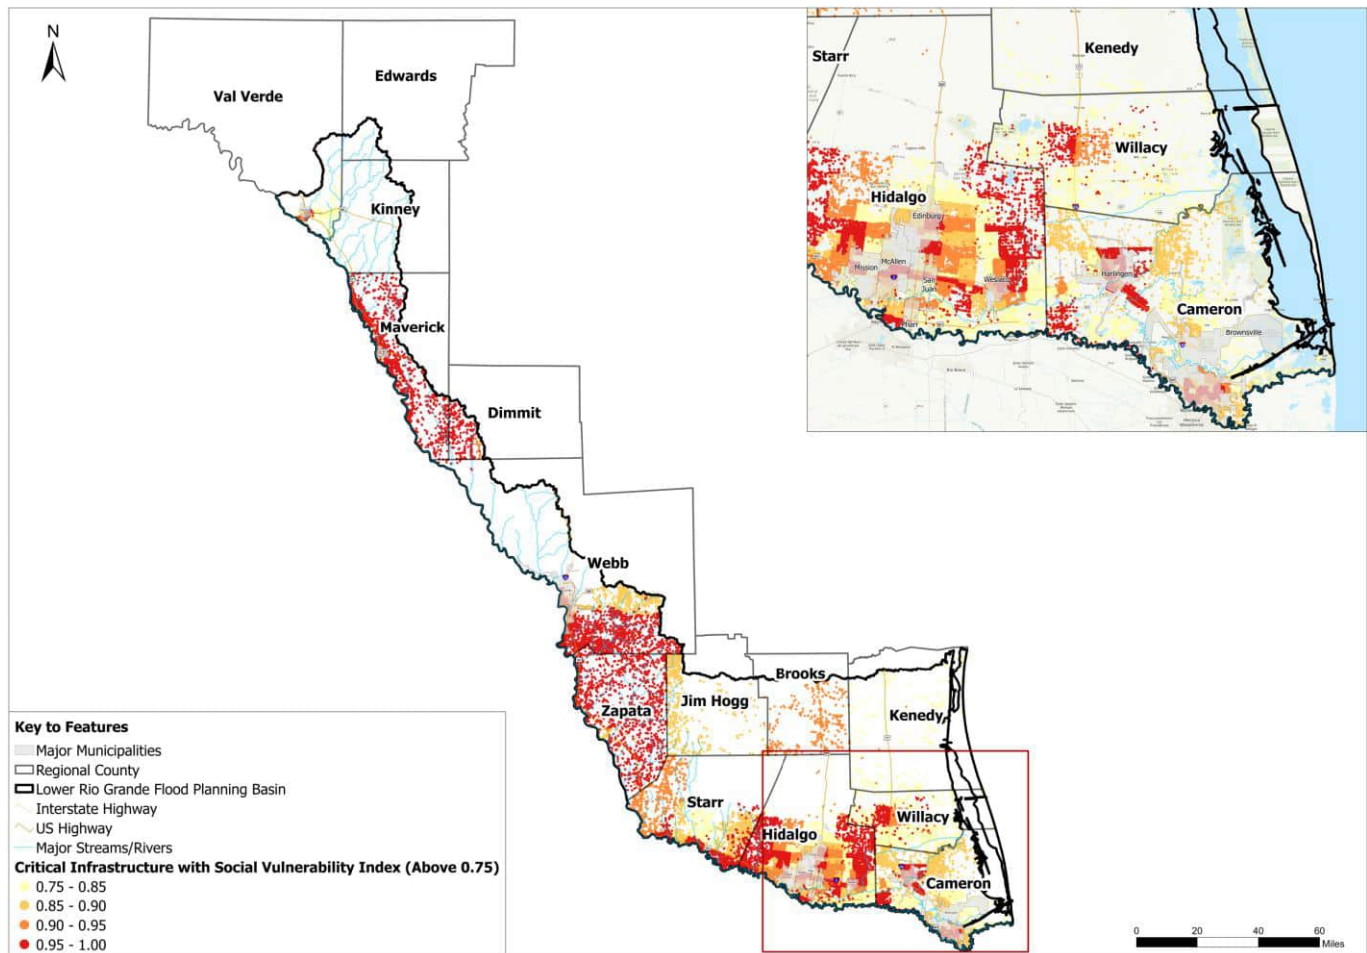 N
Val Verde
Edwards
Kinney
Maverick
Dimmit
Webb
Zapata
Jim Hogg
Brooks
Kenedy
Starr
Hidalgo
Willacy
Cameron
Starr
Kenedy
Willacy
Hidalgo
Edinburg
McAllen
Mission
San
Juan
Weslaco
Pharr
Harlingen
Cameron
Brownsville
Key to Features
Major Municipalities
Regional County
Lower Rio Grande Flood Planning Basin
Interstate Highway
US Highway
Major Streams/Rivers
Critical Infrastructure with Social Vulnerability Index (Above 0.75)
0.75 - 0.85
0.85 - 0.90
0.90 - 0.95
0.95 - 1.00
0 20 40 60
Miles